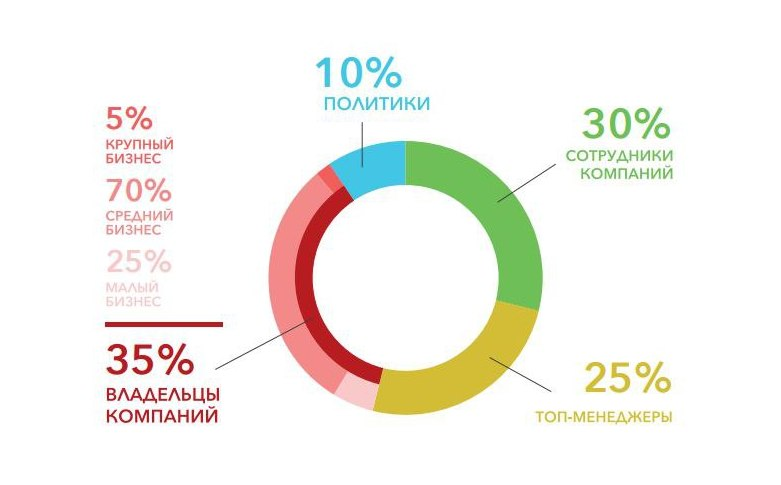 10%
ПОЛИТИКИ
5%
КРУПНЫЙ
БИЗНЕС
70%
СРЕДНИЙ
БИЗНЕС
25%
МАЛЫЙ
БИЗНЕС
35%
ВЛАДЕЛЬЦЫ
КОМПАНИЙ
30%
СОТРУДНИКИ
КОМПАНИЙ
25%
ТОП-МЕНЕДЖЕРЫ